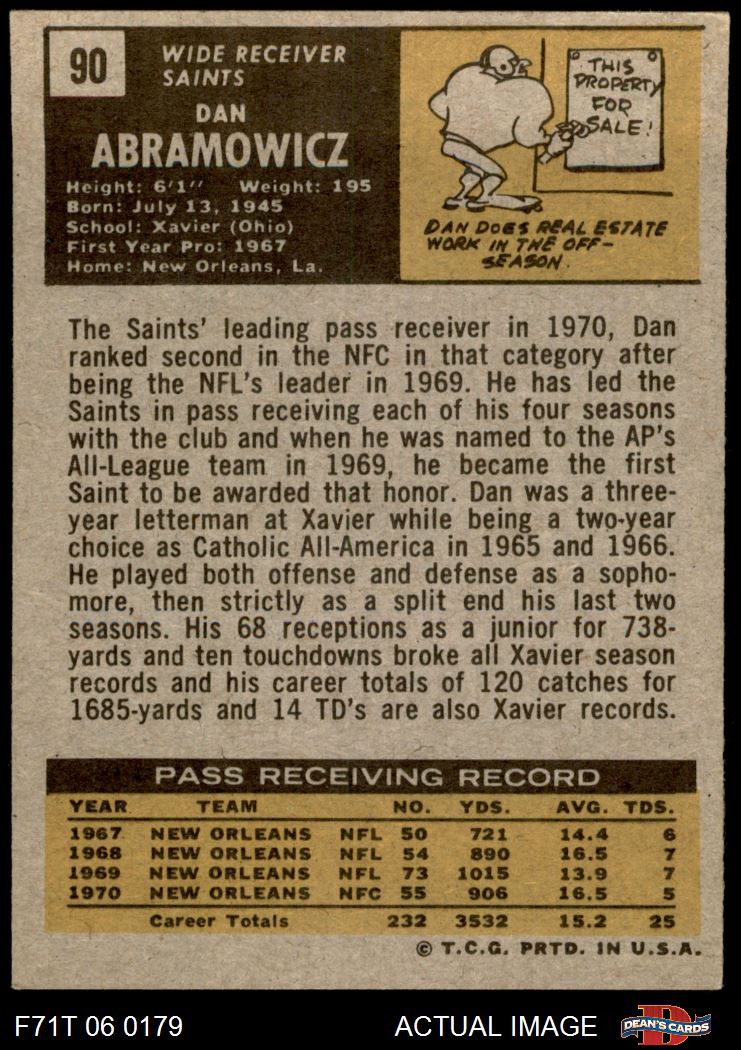 90
WIDE RECEIVER
SAINTS
DAN
ABRAMOWICZ
Height: 6'1" Weight: 195
Born: July 13, 1945
School: Xavier (Ohio)
First Year Pro: 1967
Home: New Orleans, La.
THIS
PROPERTY
FOR
SALE!
DAN DOES REAL ESTATE
WORK IN THE OFF-
SEASON.
The Saints' leading pass receiver in 1970, Dan
ranked second in the NFC in that category after
being the NFL's leader in 1969. He has led the
Saints in pass receiving each of his four seasons
with the club and when he was named to the AP's
All-League team in 1969, he became the first
Saint to be awarded that honor. Dan was a three-
year letterman at Xavier while being a two-year
choice as Catholic All-America in 1965 and 1966.
He played both offense and defense as a sopho-
more, then strictly as a split end his last two
seasons. His 68 receptions as a junior for 738-
yards and ten touchdowns broke all Xavier season
records and his career totals of 120 catches for
1685-yards and 14 TD's are also Xavier records.
PASS RECEIVING RECORD
YEAR TEAM NO. YDS. AVG. TDS.
1967 NEW ORLEANS NFL 50 721 14.4 6
1968 NEW ORLEANS NFL 54 890 16.5 7
1969 NEW ORLEANS NFL 73 1015 13.9 7
1970 NEW ORLEANS NFC 55 906 16.5 5
Career Totals 232 3532 15.2 25
© T.C.G. PRTD. IN U.S.A.
F71T 06 0179 ACTUAL IMAGE D DEAN'S CARDS